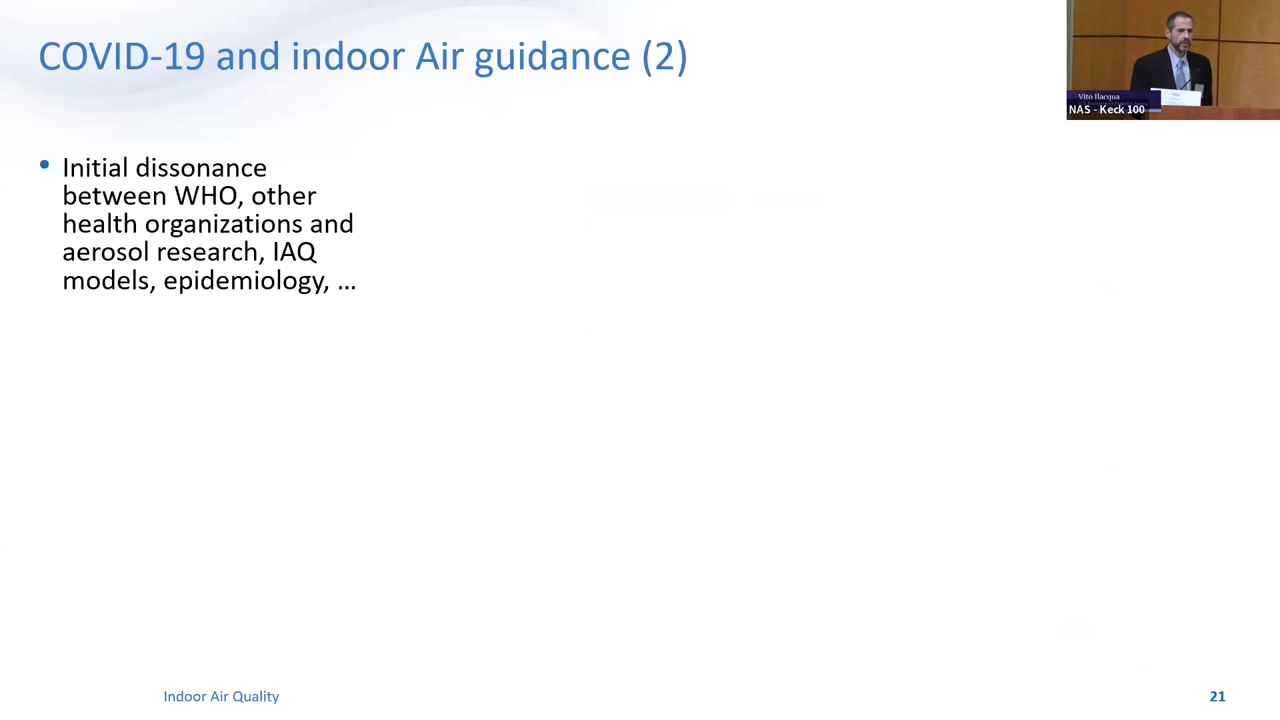 COVID-19 and indoor Air guidance (2)
Vito Ilacqua
NAS - Keck 100
• Initial dissonance
between WHO, other
health organizations and
aerosol research, IAQ
models, epidemiology, ...
Indoor Air Quality
21